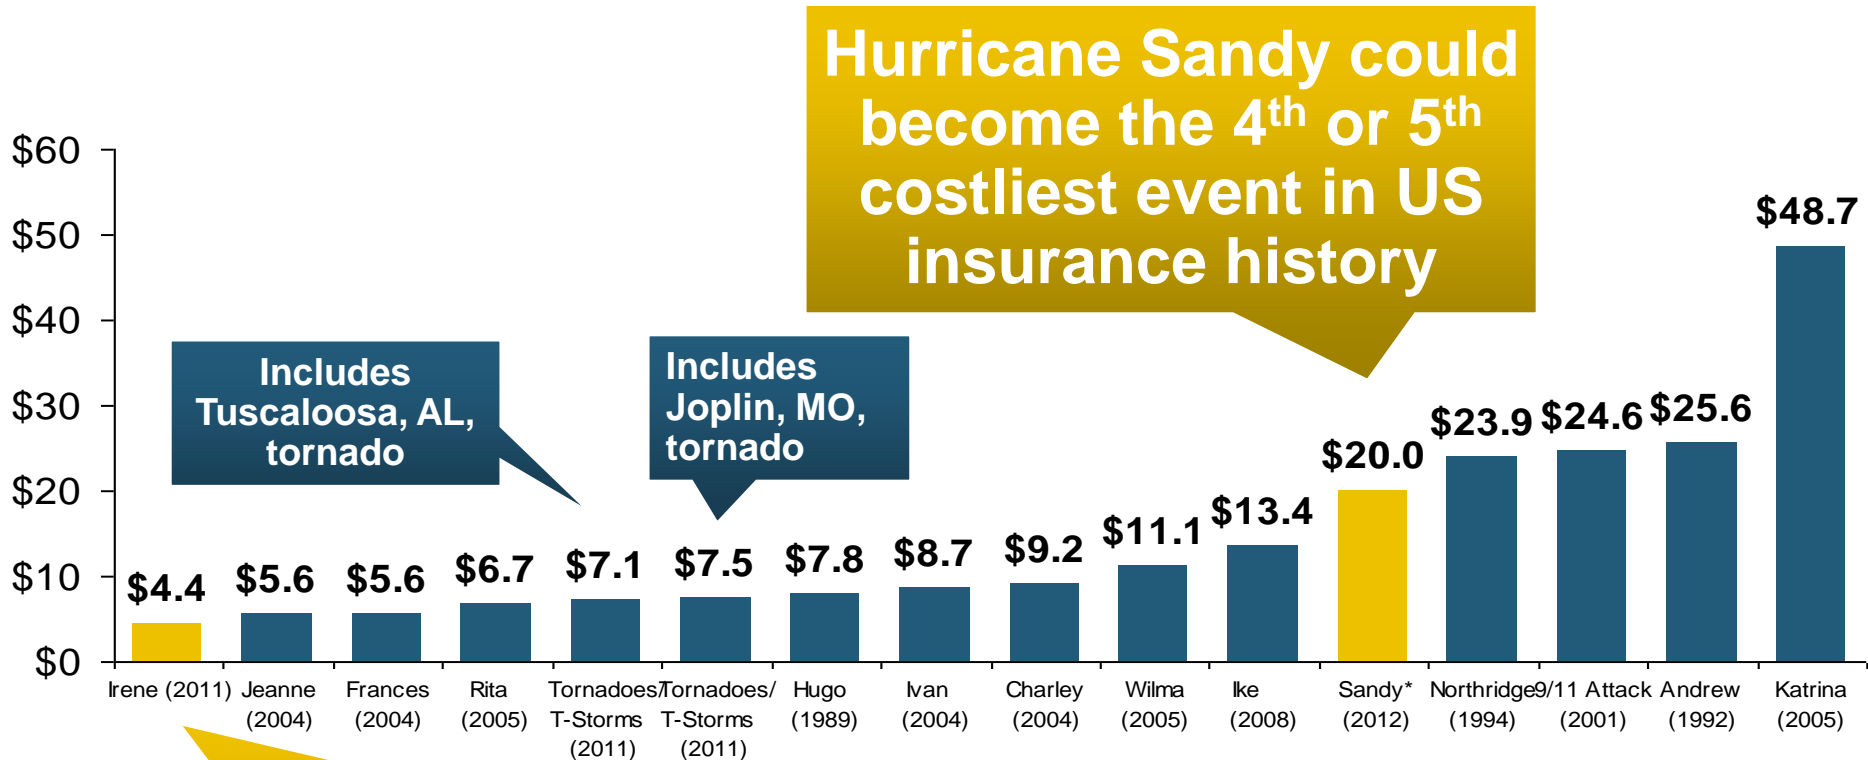 Hurricane Sandy could
become the 4th or 5th
costliest event in US
insurance history
$60
$50
$40
$30
$20
$10
$0
Includes
Tuscaloosa, AL,
tornado
Includes
Joplin, MO,
tornado
$4.4
$5.6
$5.6
$6.7
$7.1
$7.5
$7.8
$8.7
$9.2
$11.1
$13.4
$20.0
$23.9
$24.6
$25.6
$48.7
Irene (2011)
Jeanne
(2004)
Frances
(2004)
Rita
(2005)
Tornadoes/
T-Storms
(2011)
Tornadoes/
T-Storms
(2011)
Hugo
(1989)
Ivan
(2004)
Charley
(2004)
Wilma
(2005)
Ike
(2008)
Sandy*
(2012)
Northridge
(1994)
9/11 Attack
(2001)
Andrew
(1992)
Katrina
(2005)